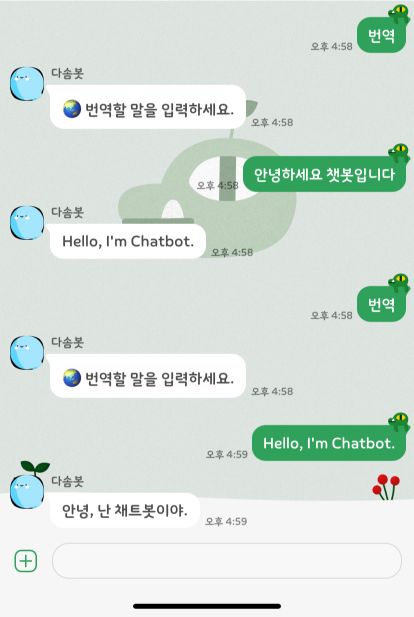 번역
오후 4:58
다솜봇
🌏 번역할 말을 입력하세요.
오후 4:58
안녕하세요 챗봇입니다
오후 4:58
다솜봇
Hello, I'm Chatbot.
오후 4:58
번역
오후 4:58
다솜봇
🌏 번역할 말을 입력하세요.
오후 4:58
Hello, I'm Chatbot.
오후 4:59
다솜봇
안녕, 난 채트봇이야.
오후 4:59